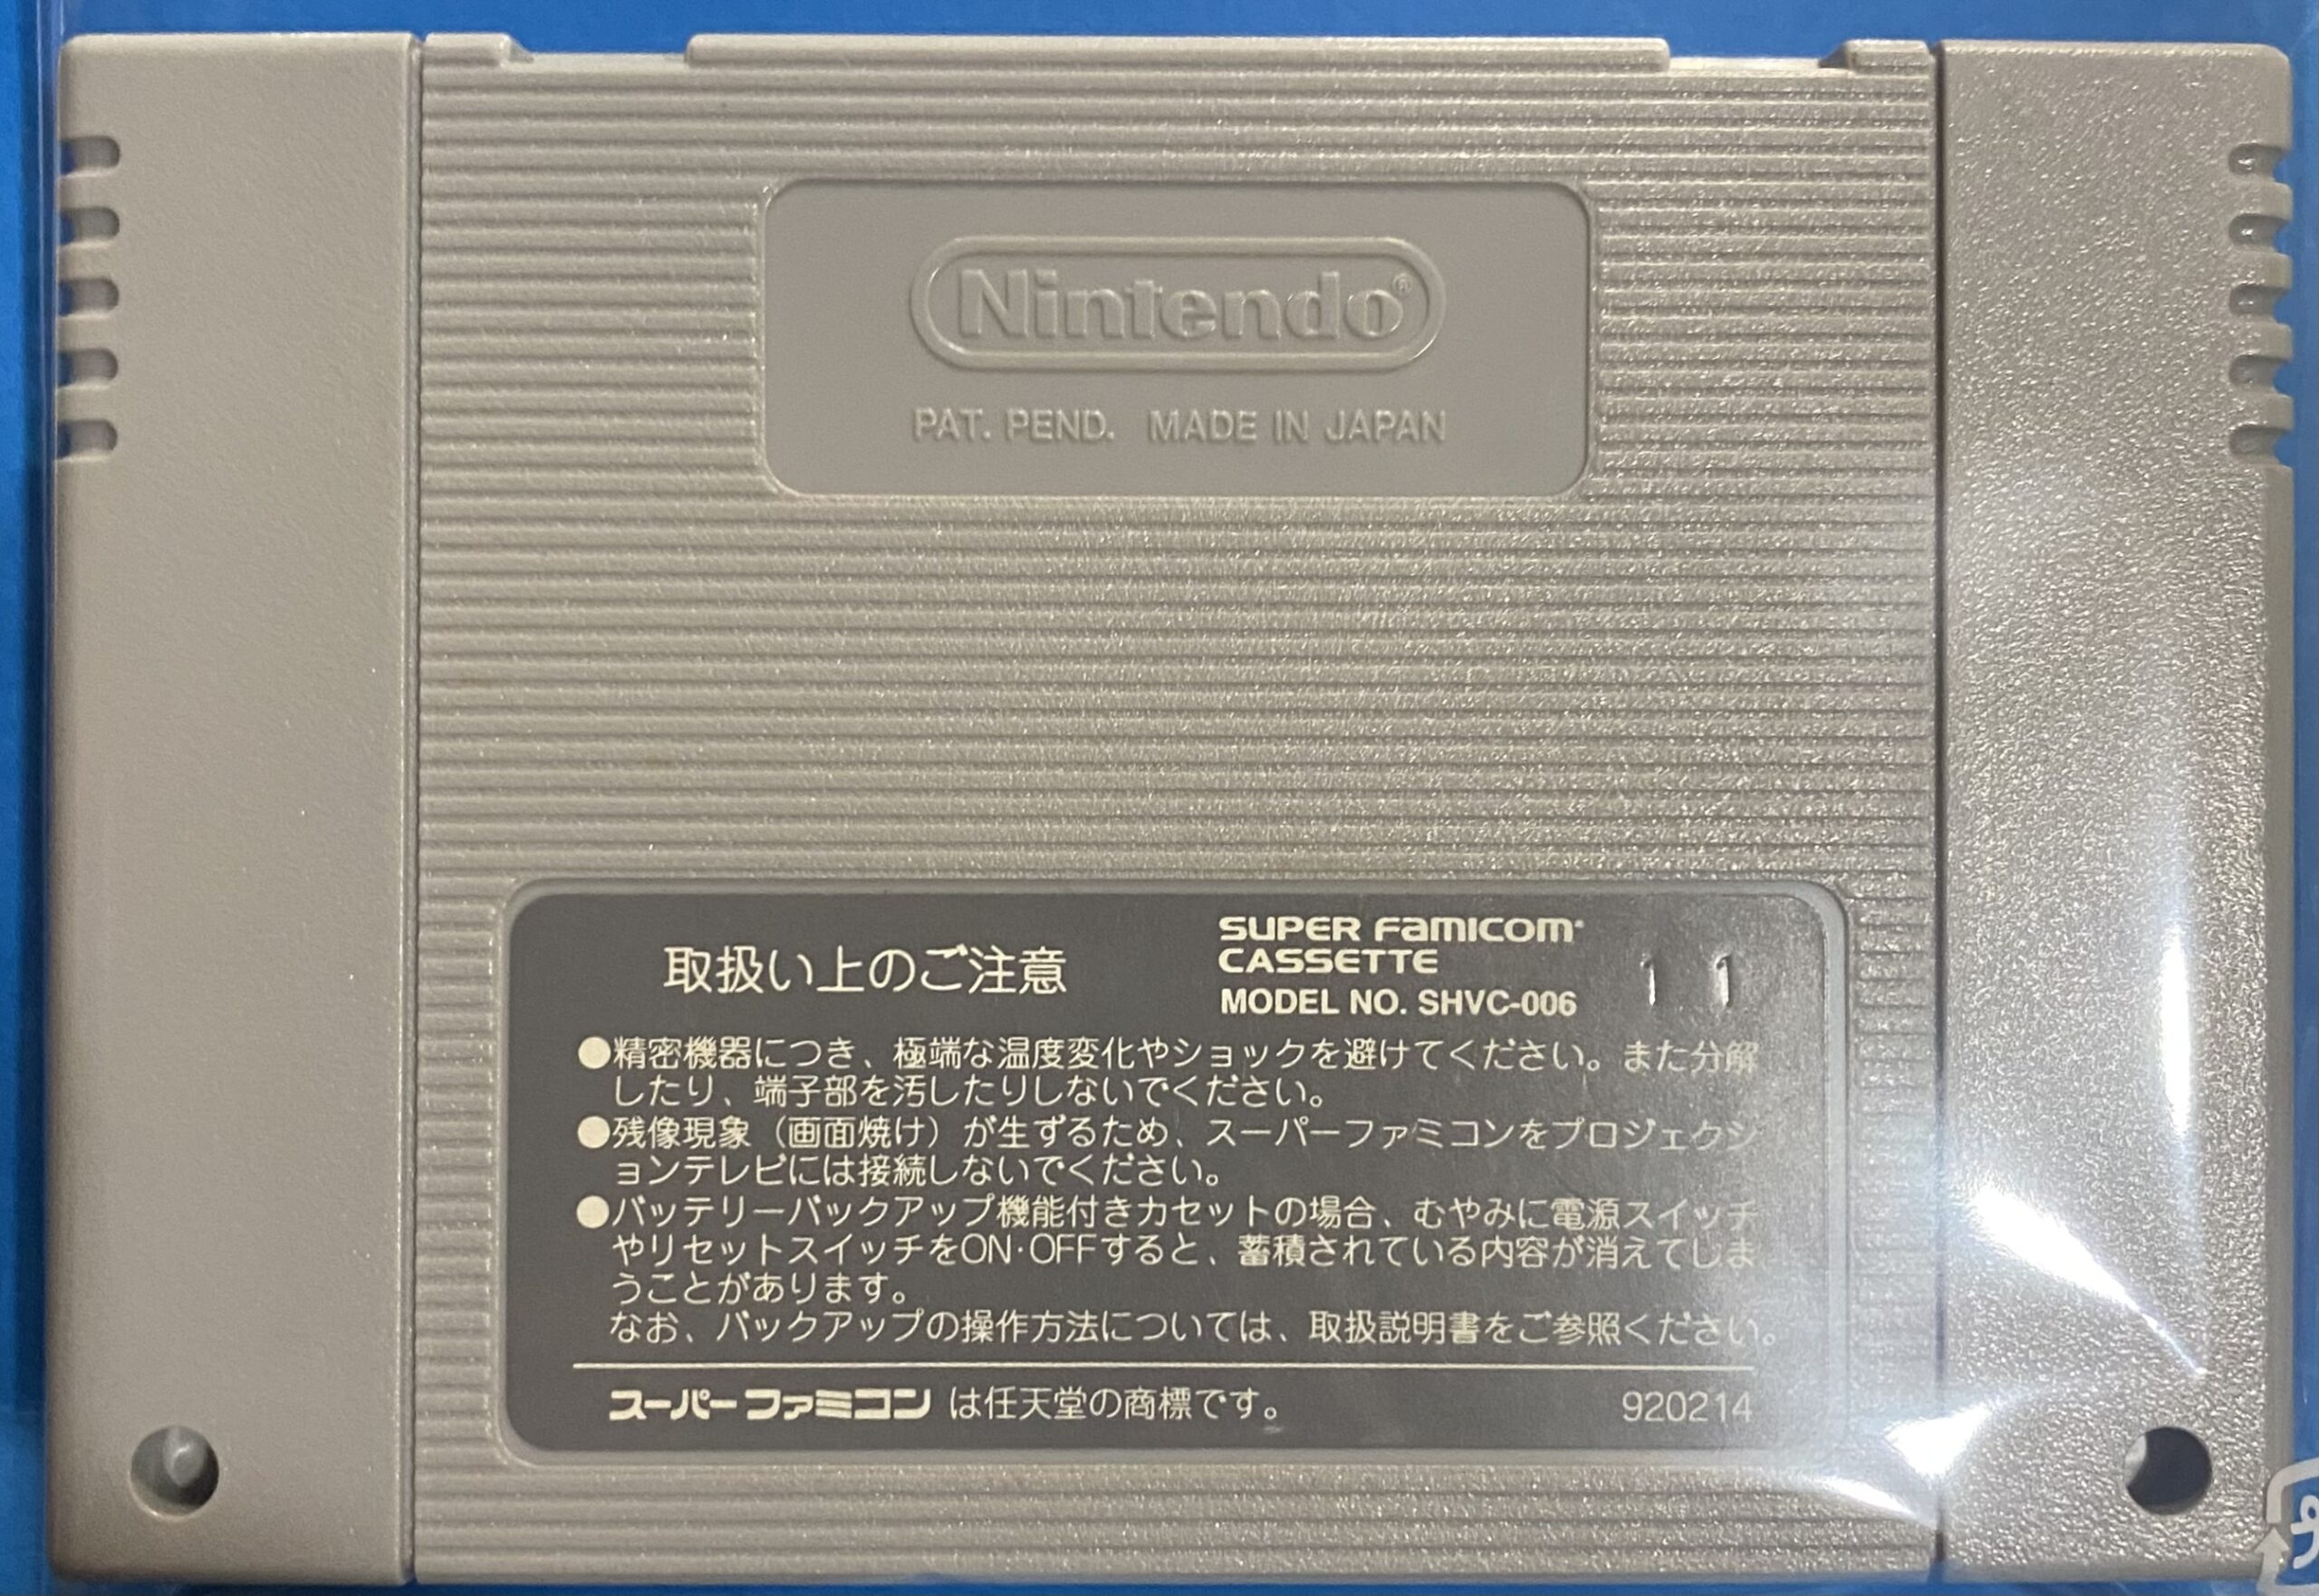 Nintendo®
PAT. PEND. MADE IN JAPAN
取扱い上のご注意
SUPER FAMICOM
CASSETTE
MODEL NO. SHVC-006
1 1
●精密機器につき、極端な温度変化やショックを避けてください。また分解
したり、端子部を汚したりしないでください。
●残像現象（画面焼け）が生ずるため、スーパーファミコンをプロジェクシ
ョンテレビには接続しないでください。
●バッテリーバックアップ機能付きカセットの場合、むやみに電源スイッチ
やリセットスイッチをON・OFFすると、蓄積されている内容が消えてしま
うことがあります。
なお、バックアップの操作方法については、取扱説明書をご参照ください。
スーパーファミコンは任天堂の商標です。
920214